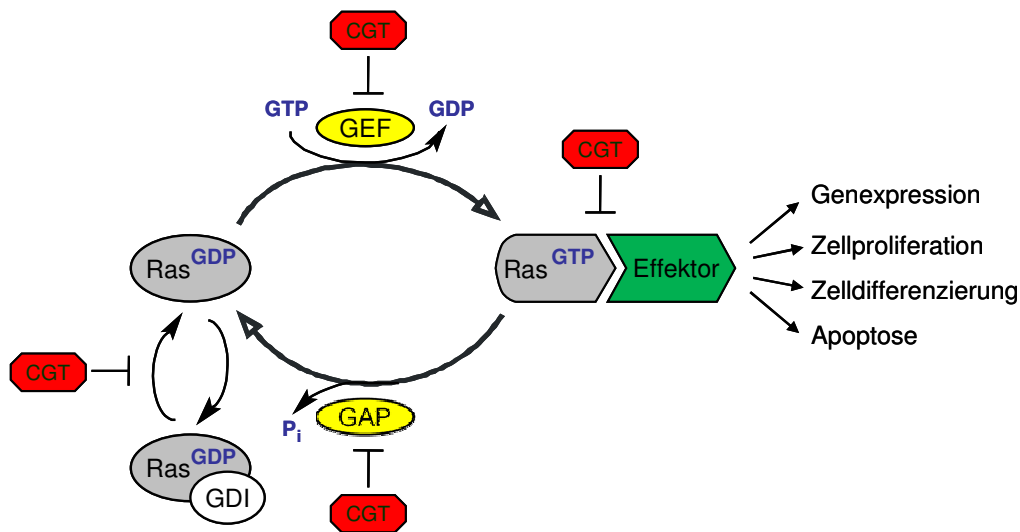 CGT
GTP
GEF
GDP
CGT
Genexpression
Zellproliferation
Zelldifferenzierung
Apoptose
Ras GDP
Ras GTP
Effektor
CGT
P i
GAP
Ras GDP
GDI
CGT